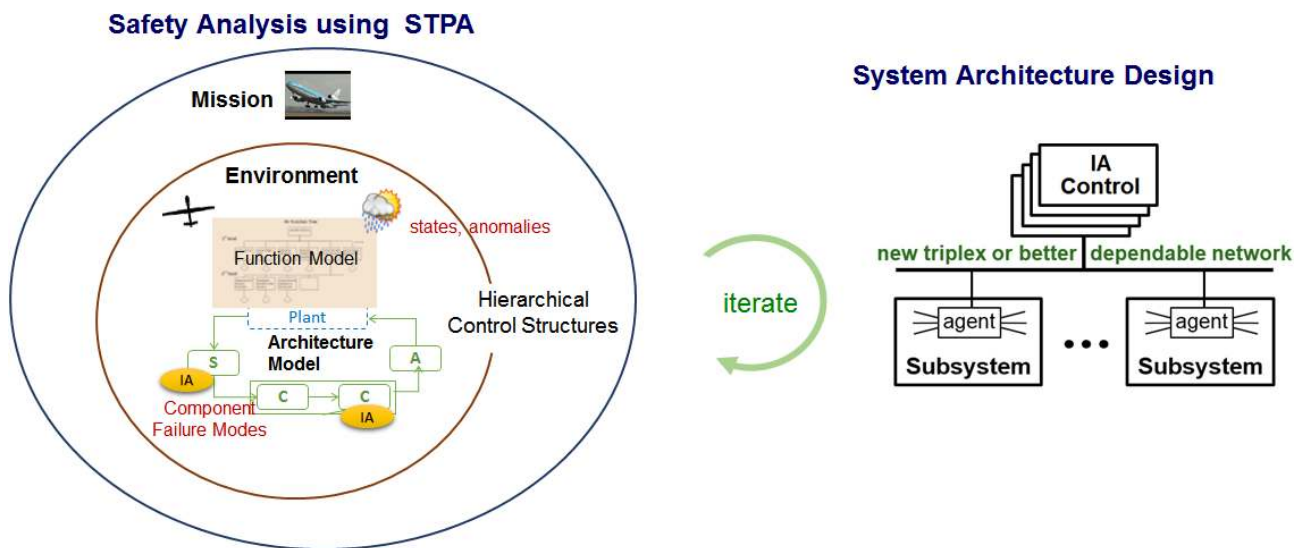 Safety Analysis using STPA
Mission
Environment
states, anomalies
Function Model
Plant
Hierarchical
Control Structures
Architecture
Model
S
A
IA
C
C
IA
Component
Failure Modes
iterate
System Architecture Design
IA
Control
new triplex or better dependable network
agent
agent
Subsystem
•••
Subsystem